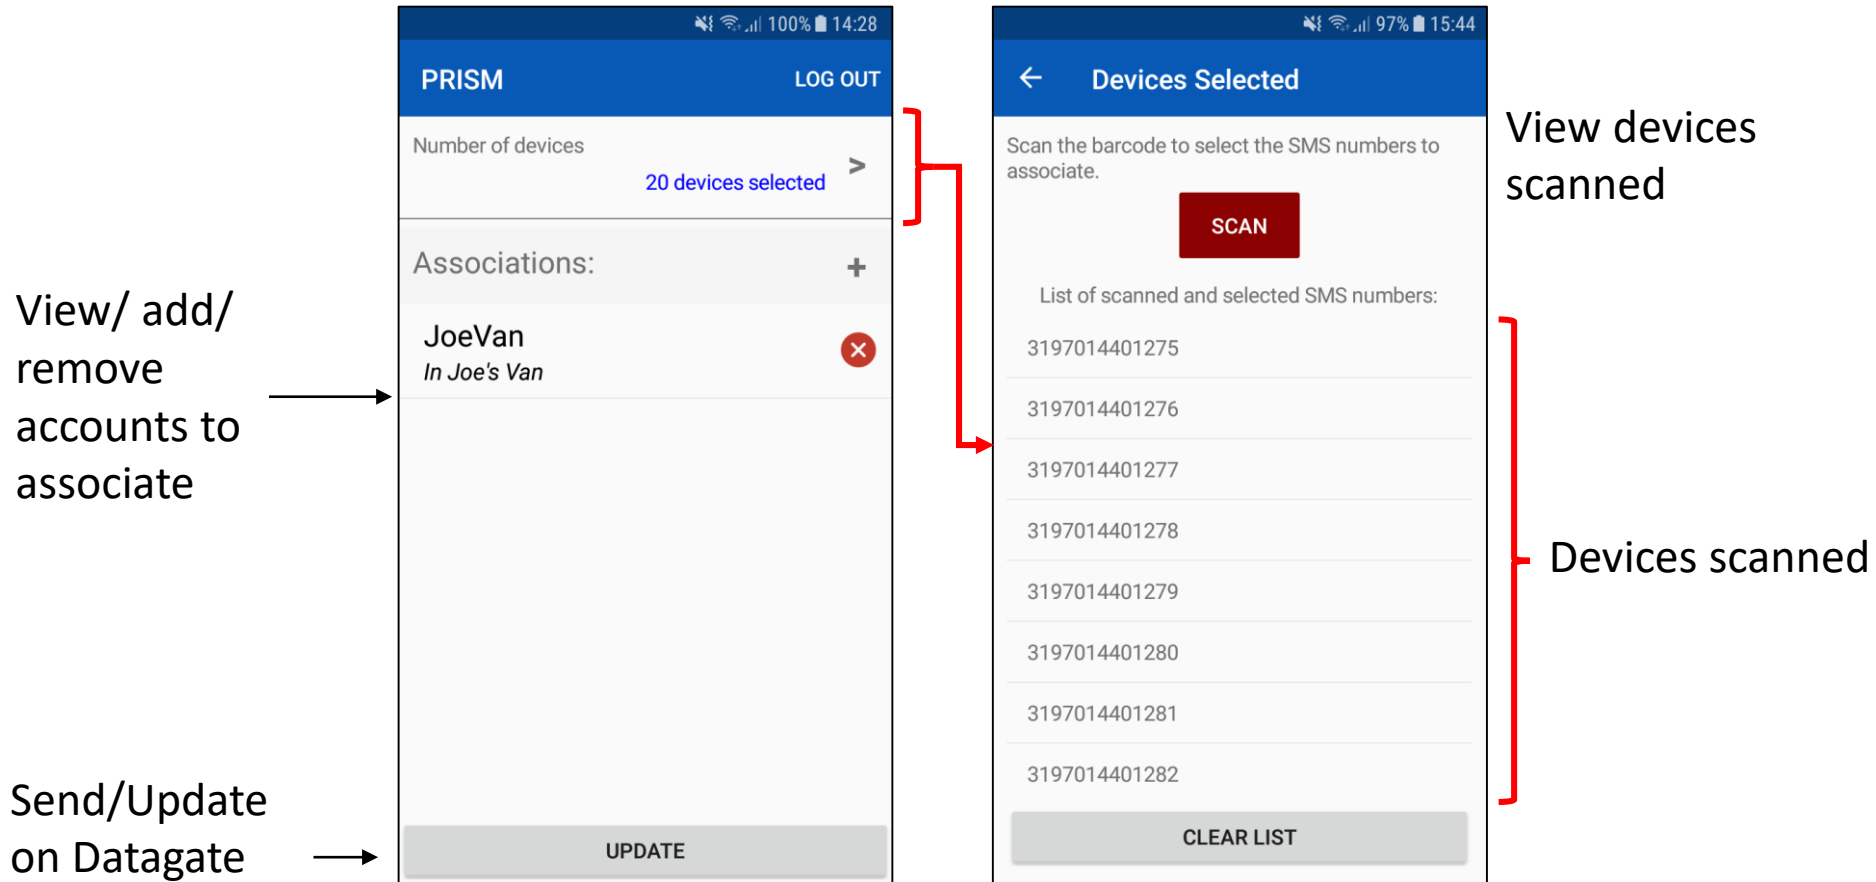 View/ add/
remove
accounts to
associate
Send/Update
on Datagate
100% 14:28
PRISM LOG OUT
Number of devices
20 devices selected >
Associations: +
JoeVan
In Joe's Van
UPDATE
97% 15:44
Devices Selected
Scan the barcode to select the SMS numbers to
associate.
SCAN
List of scanned and selected SMS numbers:
3197014401275
3197014401276
3197014401277
3197014401278
3197014401279
3197014401280
3197014401281
3197014401282
CLEAR LIST
View devices
scanned
Devices scanned